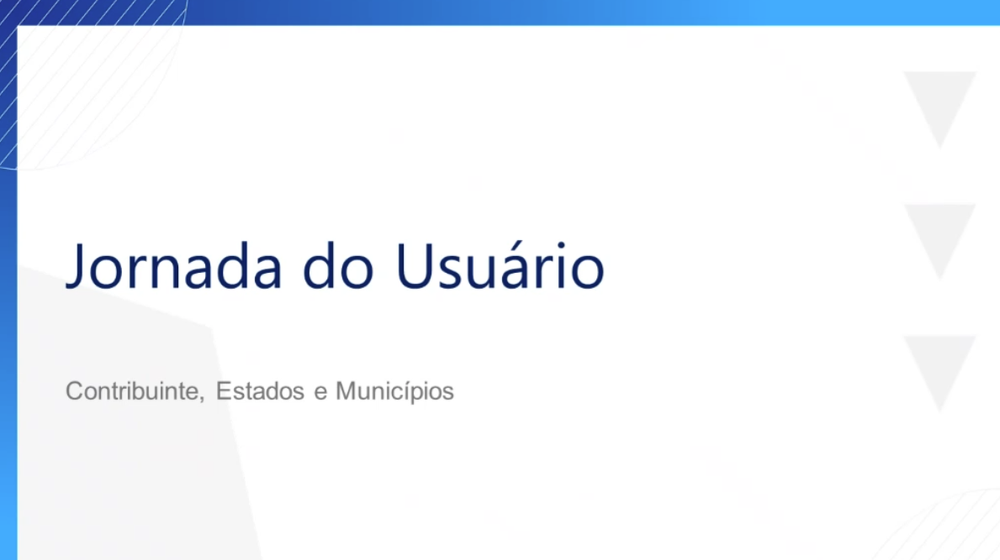 Jornada do Usuário
Contribuinte, Estados e Municípios